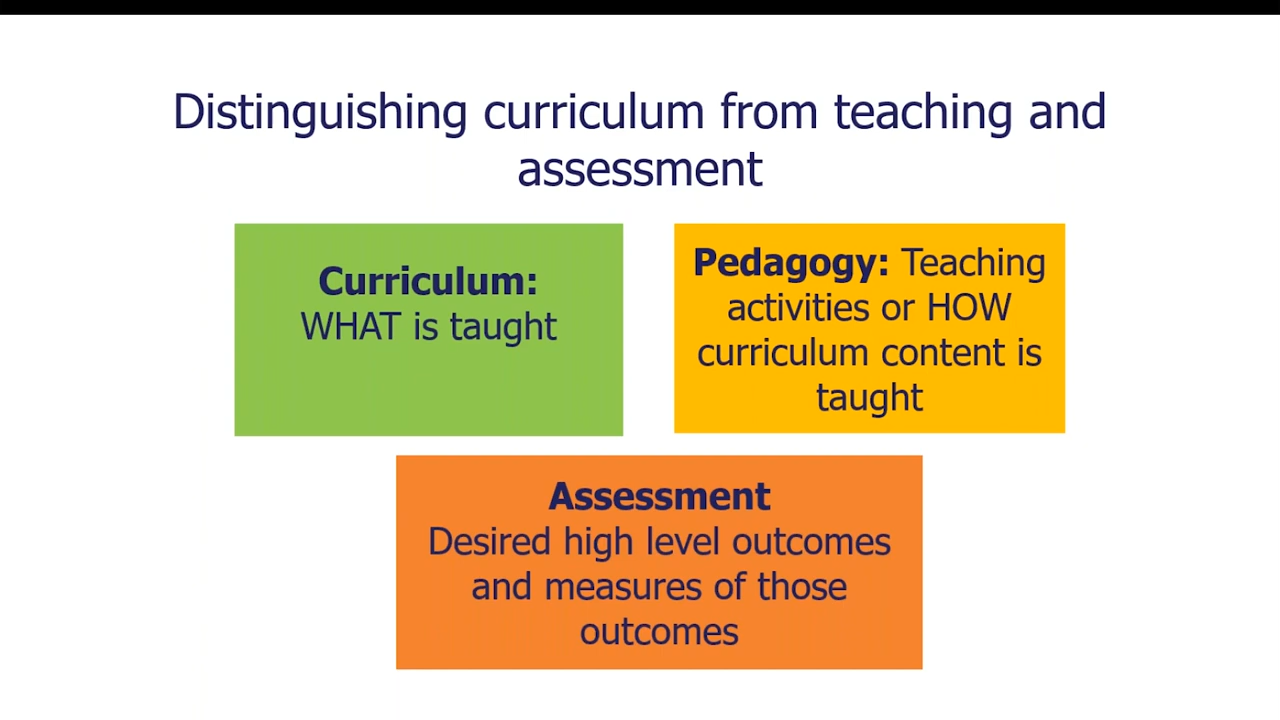 Distinguishing curriculum from teaching and
assessment
Curriculum:
WHAT is taught
Pedagogy: Teaching
activities or HOW
curriculum content is
taught
Assessment
Desired high level outcomes
and measures of those
outcomes